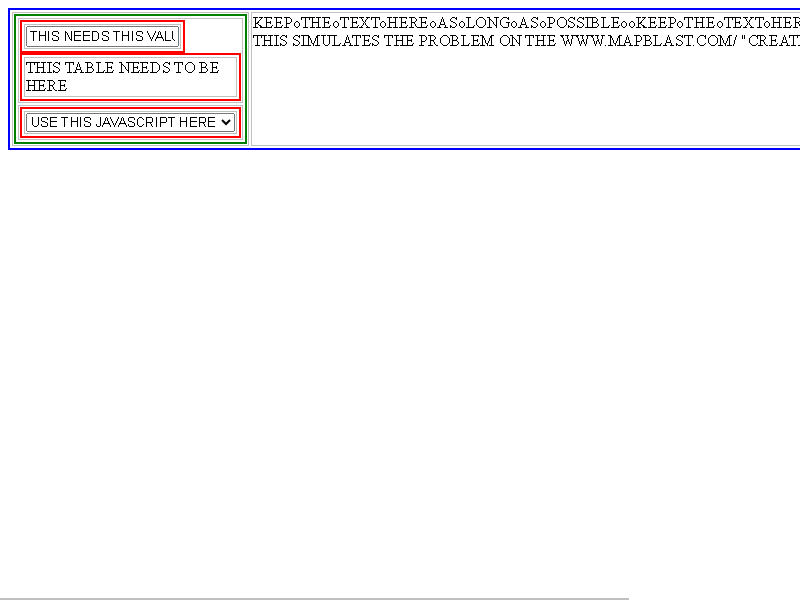 THIS NEEDS THIS VALU
THIS TABLE NEEDS TO BE
HERE
USE THIS JAVASCRIPT HERE
KEEPoTHEoTEXToHEREoASoLONGoASoPOSSIBLEooKEEPoTHEoTEXToHER
THIS SIMULATES THE PROBLEM ON THE WWW.MAPBLAST.COM/ "CREATE